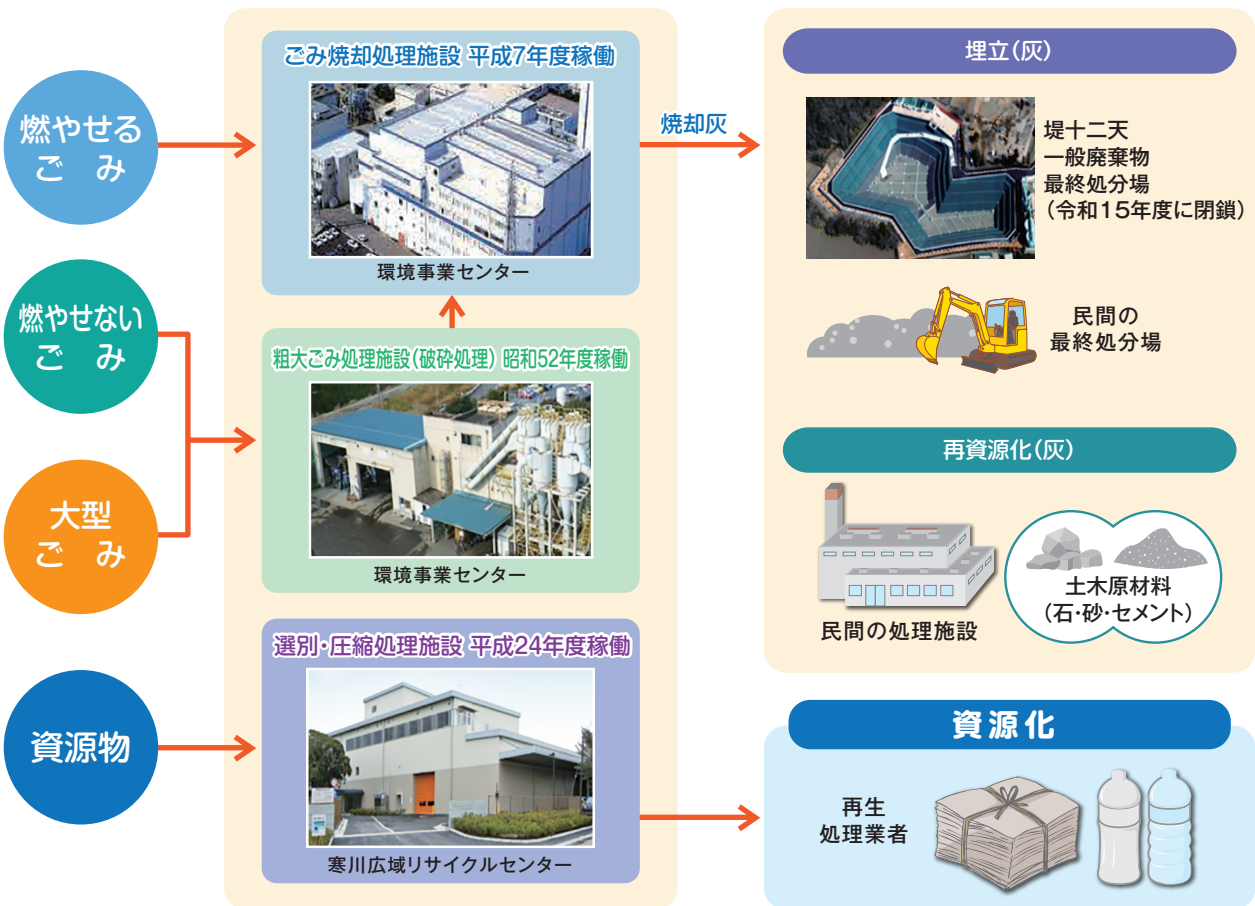 燃やせる
ごみ
燃やせない
ごみ
大型
ごみ
資源物
ごみ焼却処理施設 平成7年度稼働
環境事業センター
粗大ごみ処理施設(破砕処理) 昭和52年度稼働
環境事業センター
選別・圧縮処理施設 平成24年度稼働
寒川広域リサイクルセンター
焼却灰
埋立(灰)
堤十二天
一般廃棄物
最終処分場
(令和15年度に閉鎖)
民間の
最終処分場
再資源化(灰)
民間の処理施設
土木原材料
(石・砂・セメント)
資源化
再生
処理業者